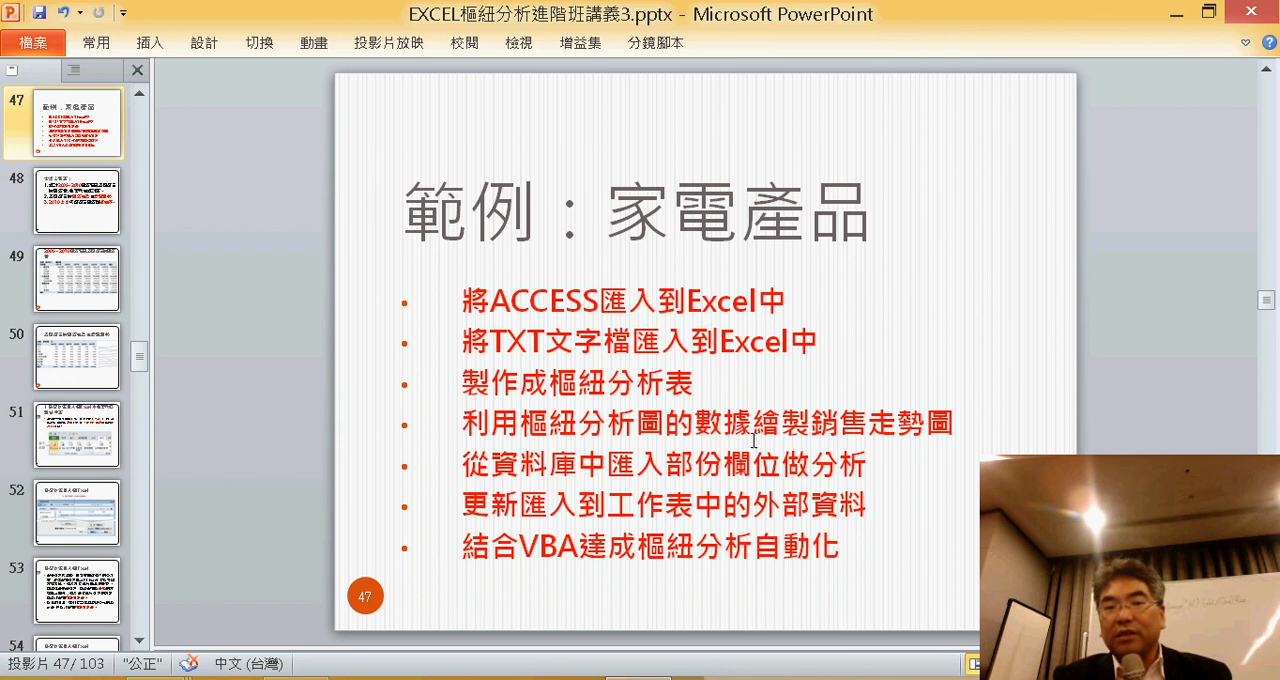 EXCEL樞紐分析進階班講義3.pptx - Microsoft PowerPoint
檔案 常用 插入 設計 切換 動畫 投影片放映 校閱 檢視 增益集 分鏡腳本
47
48
49
50
51
52
53
54
範例：家電產品
• 將ACCESS匯入到Excel中
• 將TXT文字檔匯入到Excel中
• 製作成樞紐分析表
• 利用樞紐分析圖的數據繪製銷售走勢圖
• 從資料庫中匯入部份欄位做分析
• 更新匯入到工作表中的外部資料
• 結合VBA達成樞紐分析自動化
47
投影片 47/ 103 "公正" 中文 (台灣)